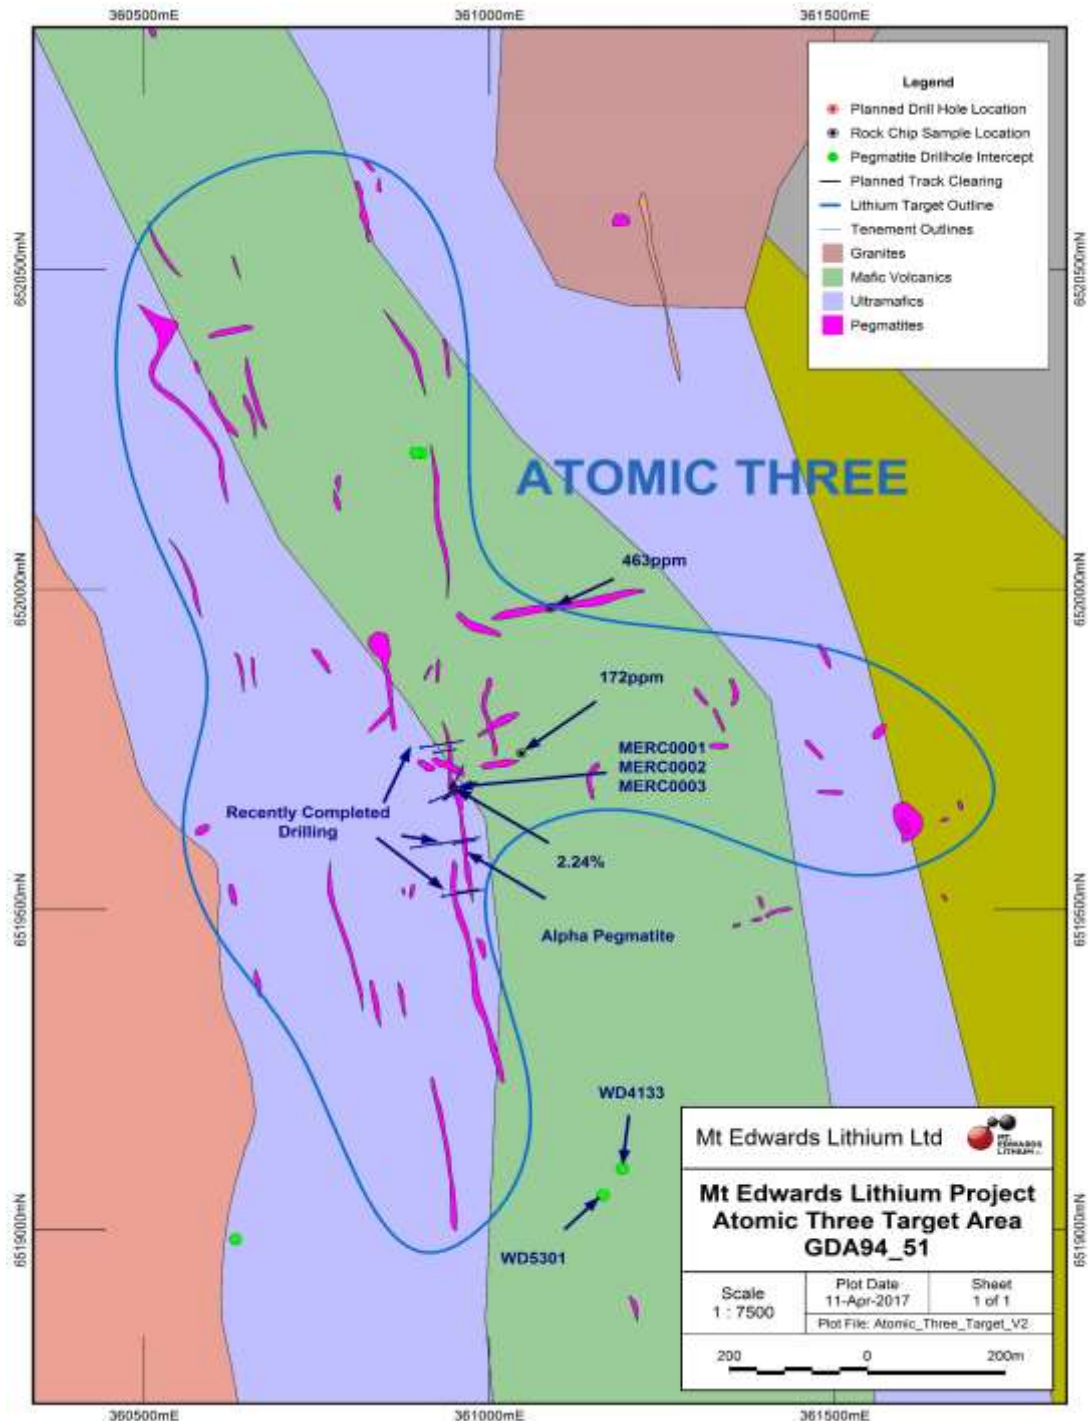 360500mE
361000mE
361500mE
6520500mN
6520500mN
6520000mN
6520000mN
6519500mN
6519500mN
6519000mN
6519000mN
Legend
Planned Drill Hole Location
Rock Chip Sample Location
Pegmatite Drillhole Intercept
Planned Track Clearing
Lithium Target Outline
Tenement Outlines
Granites
Mafic Volcanics
Ultramafics
Pegmatites
ATOMIC THREE
463ppm
172ppm
MERC0001
MERC0002
MERC0003
Recently Completed
Drilling
2.24%
Alpha Pegmatite
WD4133
WD5301
Mt Edwards Lithium Ltd
MT.
EDWARDS
LITHIUM
Mt Edwards Lithium Project
Atomic Three Target Area
GDA94_51
Scale
1 : 7500
Plot Date
11-Apr-2017
Sheet
1 of 1
Plot File: Atomic_Three_Target_V2
200
0
200m
360500mE
361000mE
361500mE